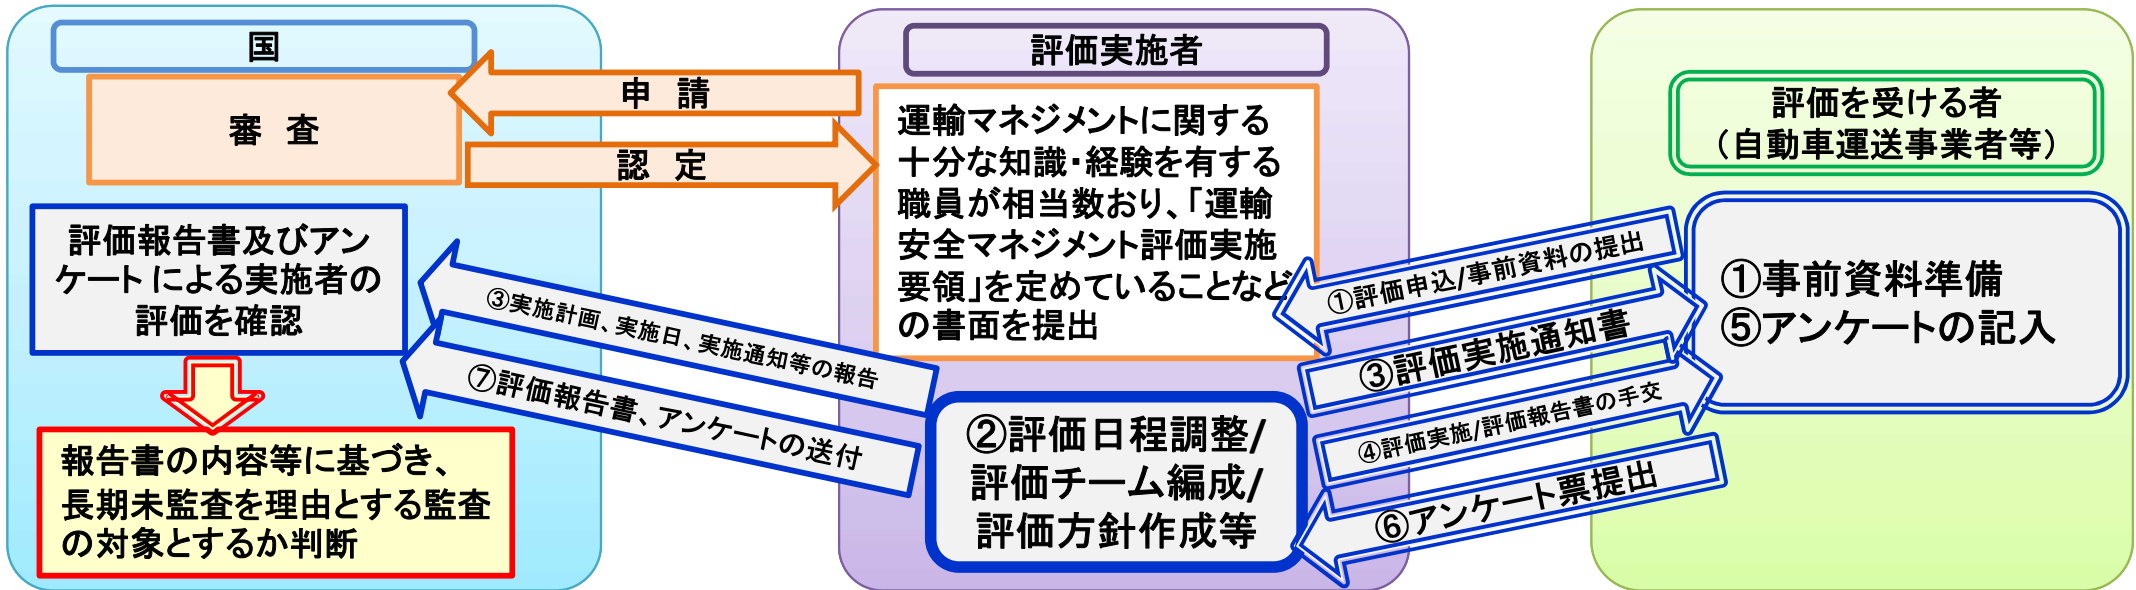 国
審　査
申　請
認　定
評価報告書及びアン
ケートによる実施者の
評価を確認
報告書の内容等に基づき、
長期未監査を理由とする監査
の対象とするか判断
③実施計画、実施日、実施通知等の報告
⑦評価報告書、アンケートの送付
評価実施者
運輸マネジメントに関する
十分な知識・経験を有する
職員が相当数おり、「運輸
安全マネジメント評価実施
要領」を定めていることなど
の書面を提出
②評価日程調整/
評価チーム編成/
評価方針作成等
①評価申込/事前資料の提出
③評価実施通知書
④評価実施/評価報告書の手交
⑥アンケート票提出
評価を受ける者
（自動車運送事業者等）
①事前資料準備
⑤アンケートの記入